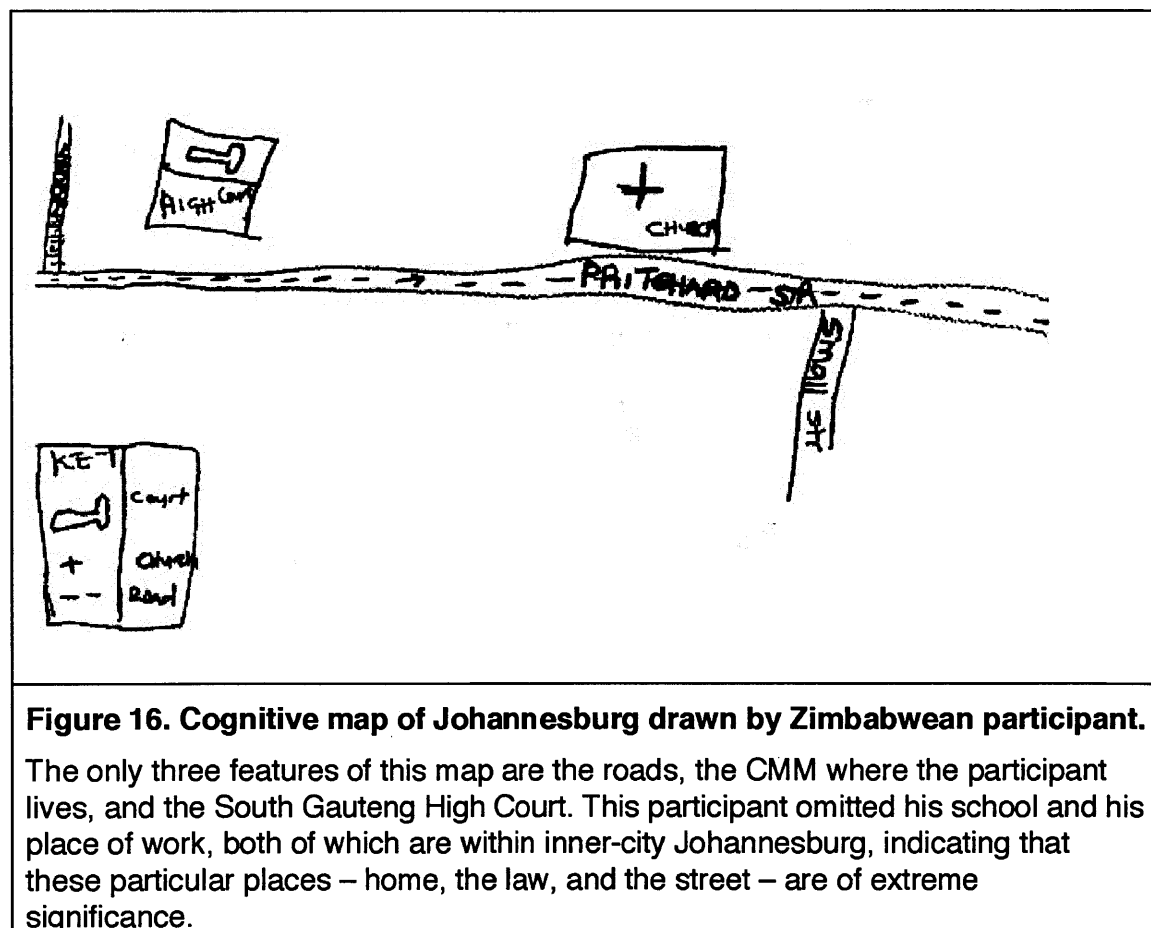 HIGH Court
CHURCH
PRITCHARD STR
Small Str
KEY
Court
Church
Road
Figure 16. Cognitive map of Johannesburg drawn by Zimbabwean participant.
The only three features of this map are the roads, the CMM where the participant
lives, and the South Gauteng High Court. This participant omitted his school and his
place of work, both of which are within inner-city Johannesburg, indicating that
these particular places – home, the law, and the street – are of extreme
significance.